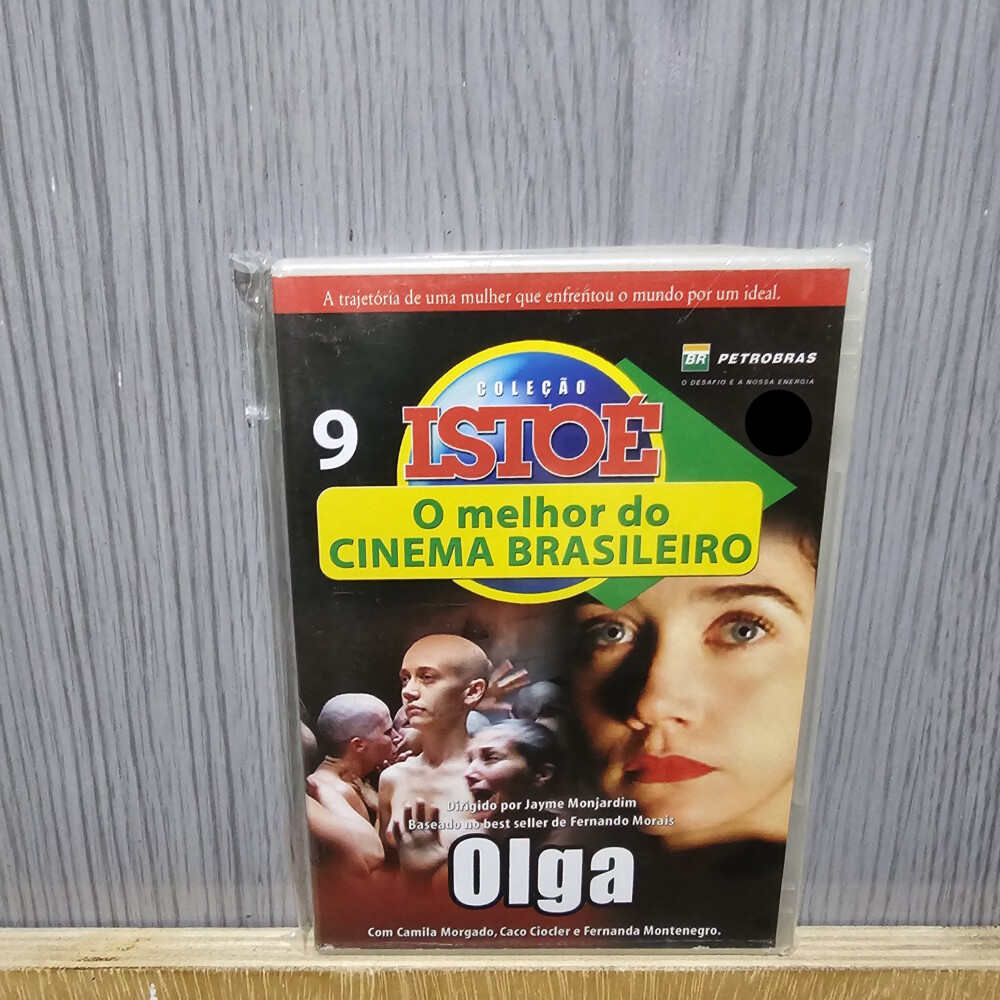 A trajetória de uma mulher que enfrentou o mundo por um ideal.
BR PETROBRAS
O DESAFIO É A NOSSA ENERGIA
COLEÇÃO
9
ISTOÉ
O melhor do
CINEMA BRASILEIRO
Dirigido por Jayme Monjardim
Baseado no best seller de Fernando Morais
Olga
Com Camila Morgado, Caco Ciocler e Fernanda Montenegro.